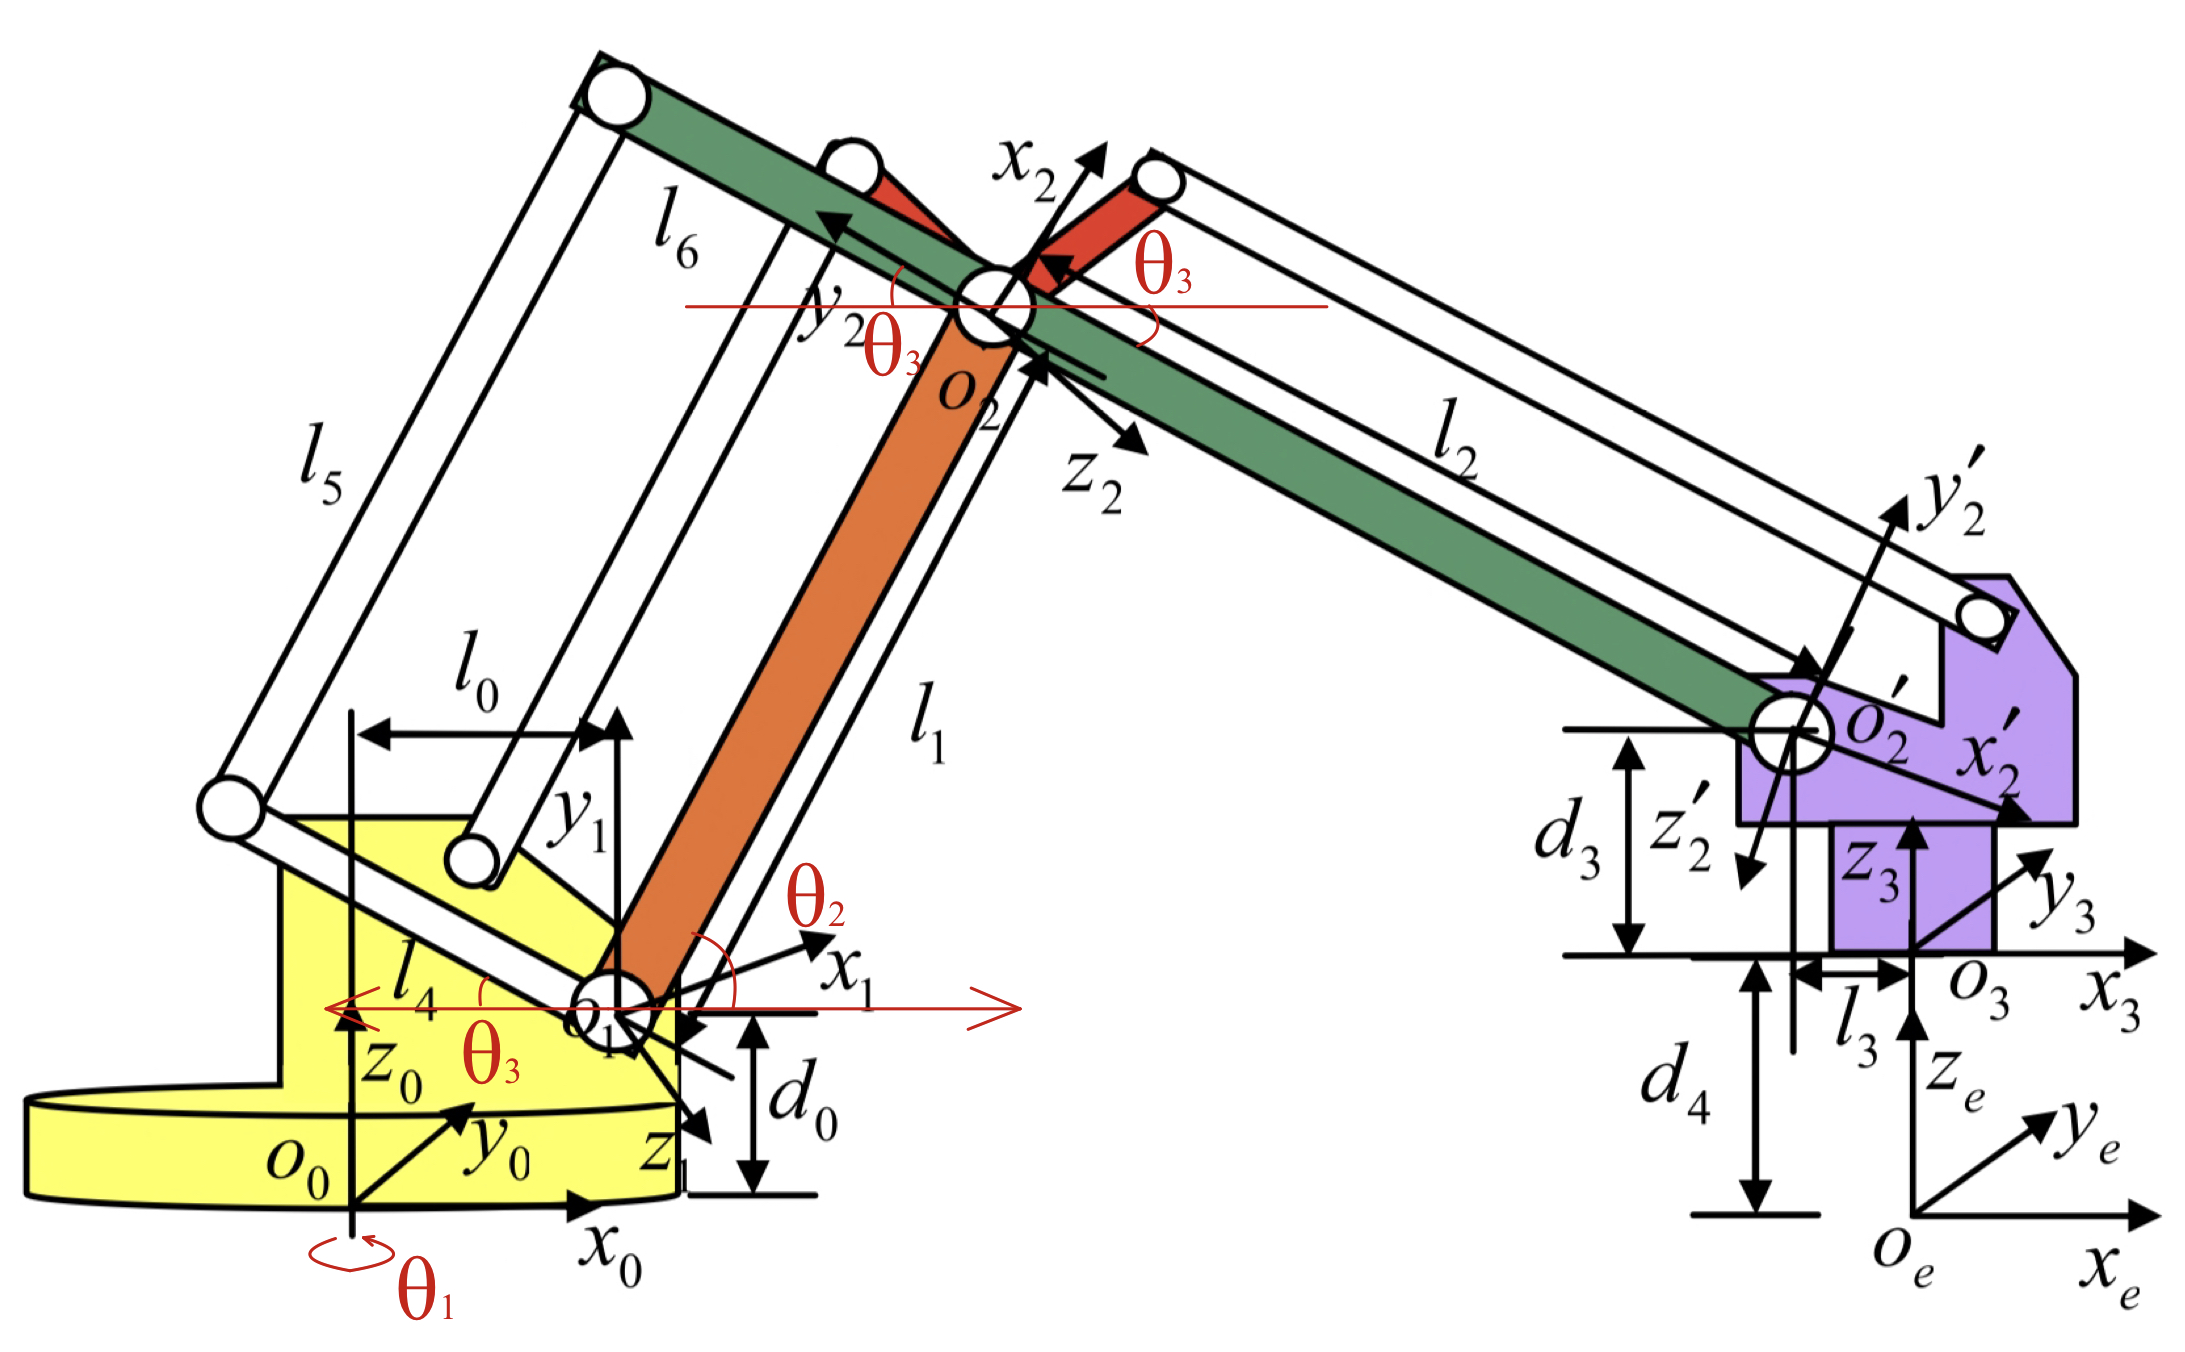 x₂
l₆
θ₃
y₂
θ₃
o₂
l₂
z₂
l₅
y₂′
l₀
l₁
o₂′
x₂′
y₁
d₃
z₂′
z₃
y₃
θ₂
x₁
l₄
o₁
o₃
x₃
z₀
θ₃
l₃
d₀
d₄
zₑ
o₀
y₀
z₁
yₑ
x₀
oₑ
xₑ
θ₁